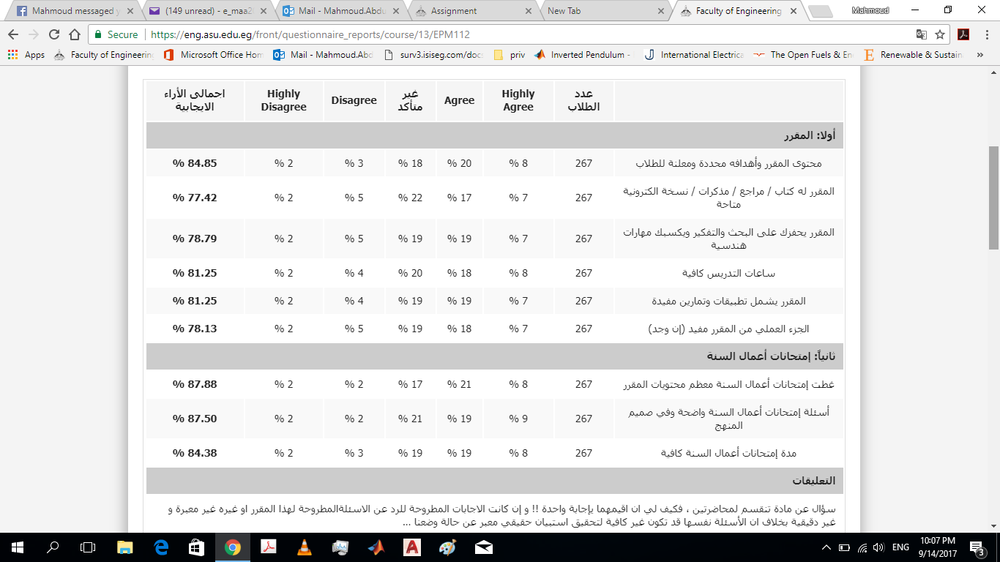 Mahmoud messaged y
(149 unread) - e_maa2
Mail - Mahmoud.Abdu
Assignment
New Tab
Faculty of Engineering
Mahmoud
Secure https://eng.asu.edu.eg/front/questionnaire_reports/course/13/EPM112
Apps
Faculty of Engineering
Microsoft Office Hom
Mail - Mahmoud.Abd
surv3.isiseg.com/docs
priv
Inverted Pendulum -
International Electrica
The Open Fuels & En
Renewable & Sustain
»
عدد الطلاب Highly Agree Agree غير متأكد Disagree Highly Disagree اجمالى الأراء الايجابية
أولا: المقرر
محتوى المقرر وأهدافه محددة ومعلنة للطلاب 267 8 % 20 % 18 % 3 % 2 % 84.85 %
المقرر له كتاب / مراجع / مذكرات / نسخة الكترونية
متاحة 267 7 % 17 % 22 % 5 % 2 % 77.42 %
المقرر يحفزك على البحث والتفكير ويكسبك مهارات
هندسية 267 7 % 19 % 19 % 5 % 2 % 78.79 %
ساعات التدريس كافية 267 8 % 18 % 20 % 4 % 2 % 81.25 %
المقرر يشمل تطبيقات وتمارين مفيدة 267 7 % 19 % 19 % 4 % 2 % 81.25 %
الجزء العملي من المقرر مفيد (إن وجد) 267 7 % 18 % 19 % 5 % 2 % 78.13 %
ثانياً: إمتحانات أعمال السنة
غطت إمتحانات أعمال السنة معظم محتويات المقرر 267 8 % 21 % 17 % 2 % 2 % 87.88 %
أسئلة إمتحانات أعمال السنة واضحة وفي صميم
المنهج 267 9 % 19 % 21 % 2 % 2 % 87.50 %
مدة إمتحانات أعمال السنة كافية 267 8 % 19 % 19 % 3 % 2 % 84.38 %
التعليقات
سؤال عن مادة تنقسم لمحاضرتين ، فكيف لي ان اقيمهما بإجابة واحدة !! و إن كانت الاجابات المطروحة للرد عن الاسئلةالمطروحة لهذا المقرر او غيره غير معبرة و
غير دقيقية بخلاف ان الأسئلة نفسها قد تكون غير كافية لتحقيق استبيان حقيقي معبر عن حالة وضعنا ...
ENG
10:07 PM
9/14/2017
3